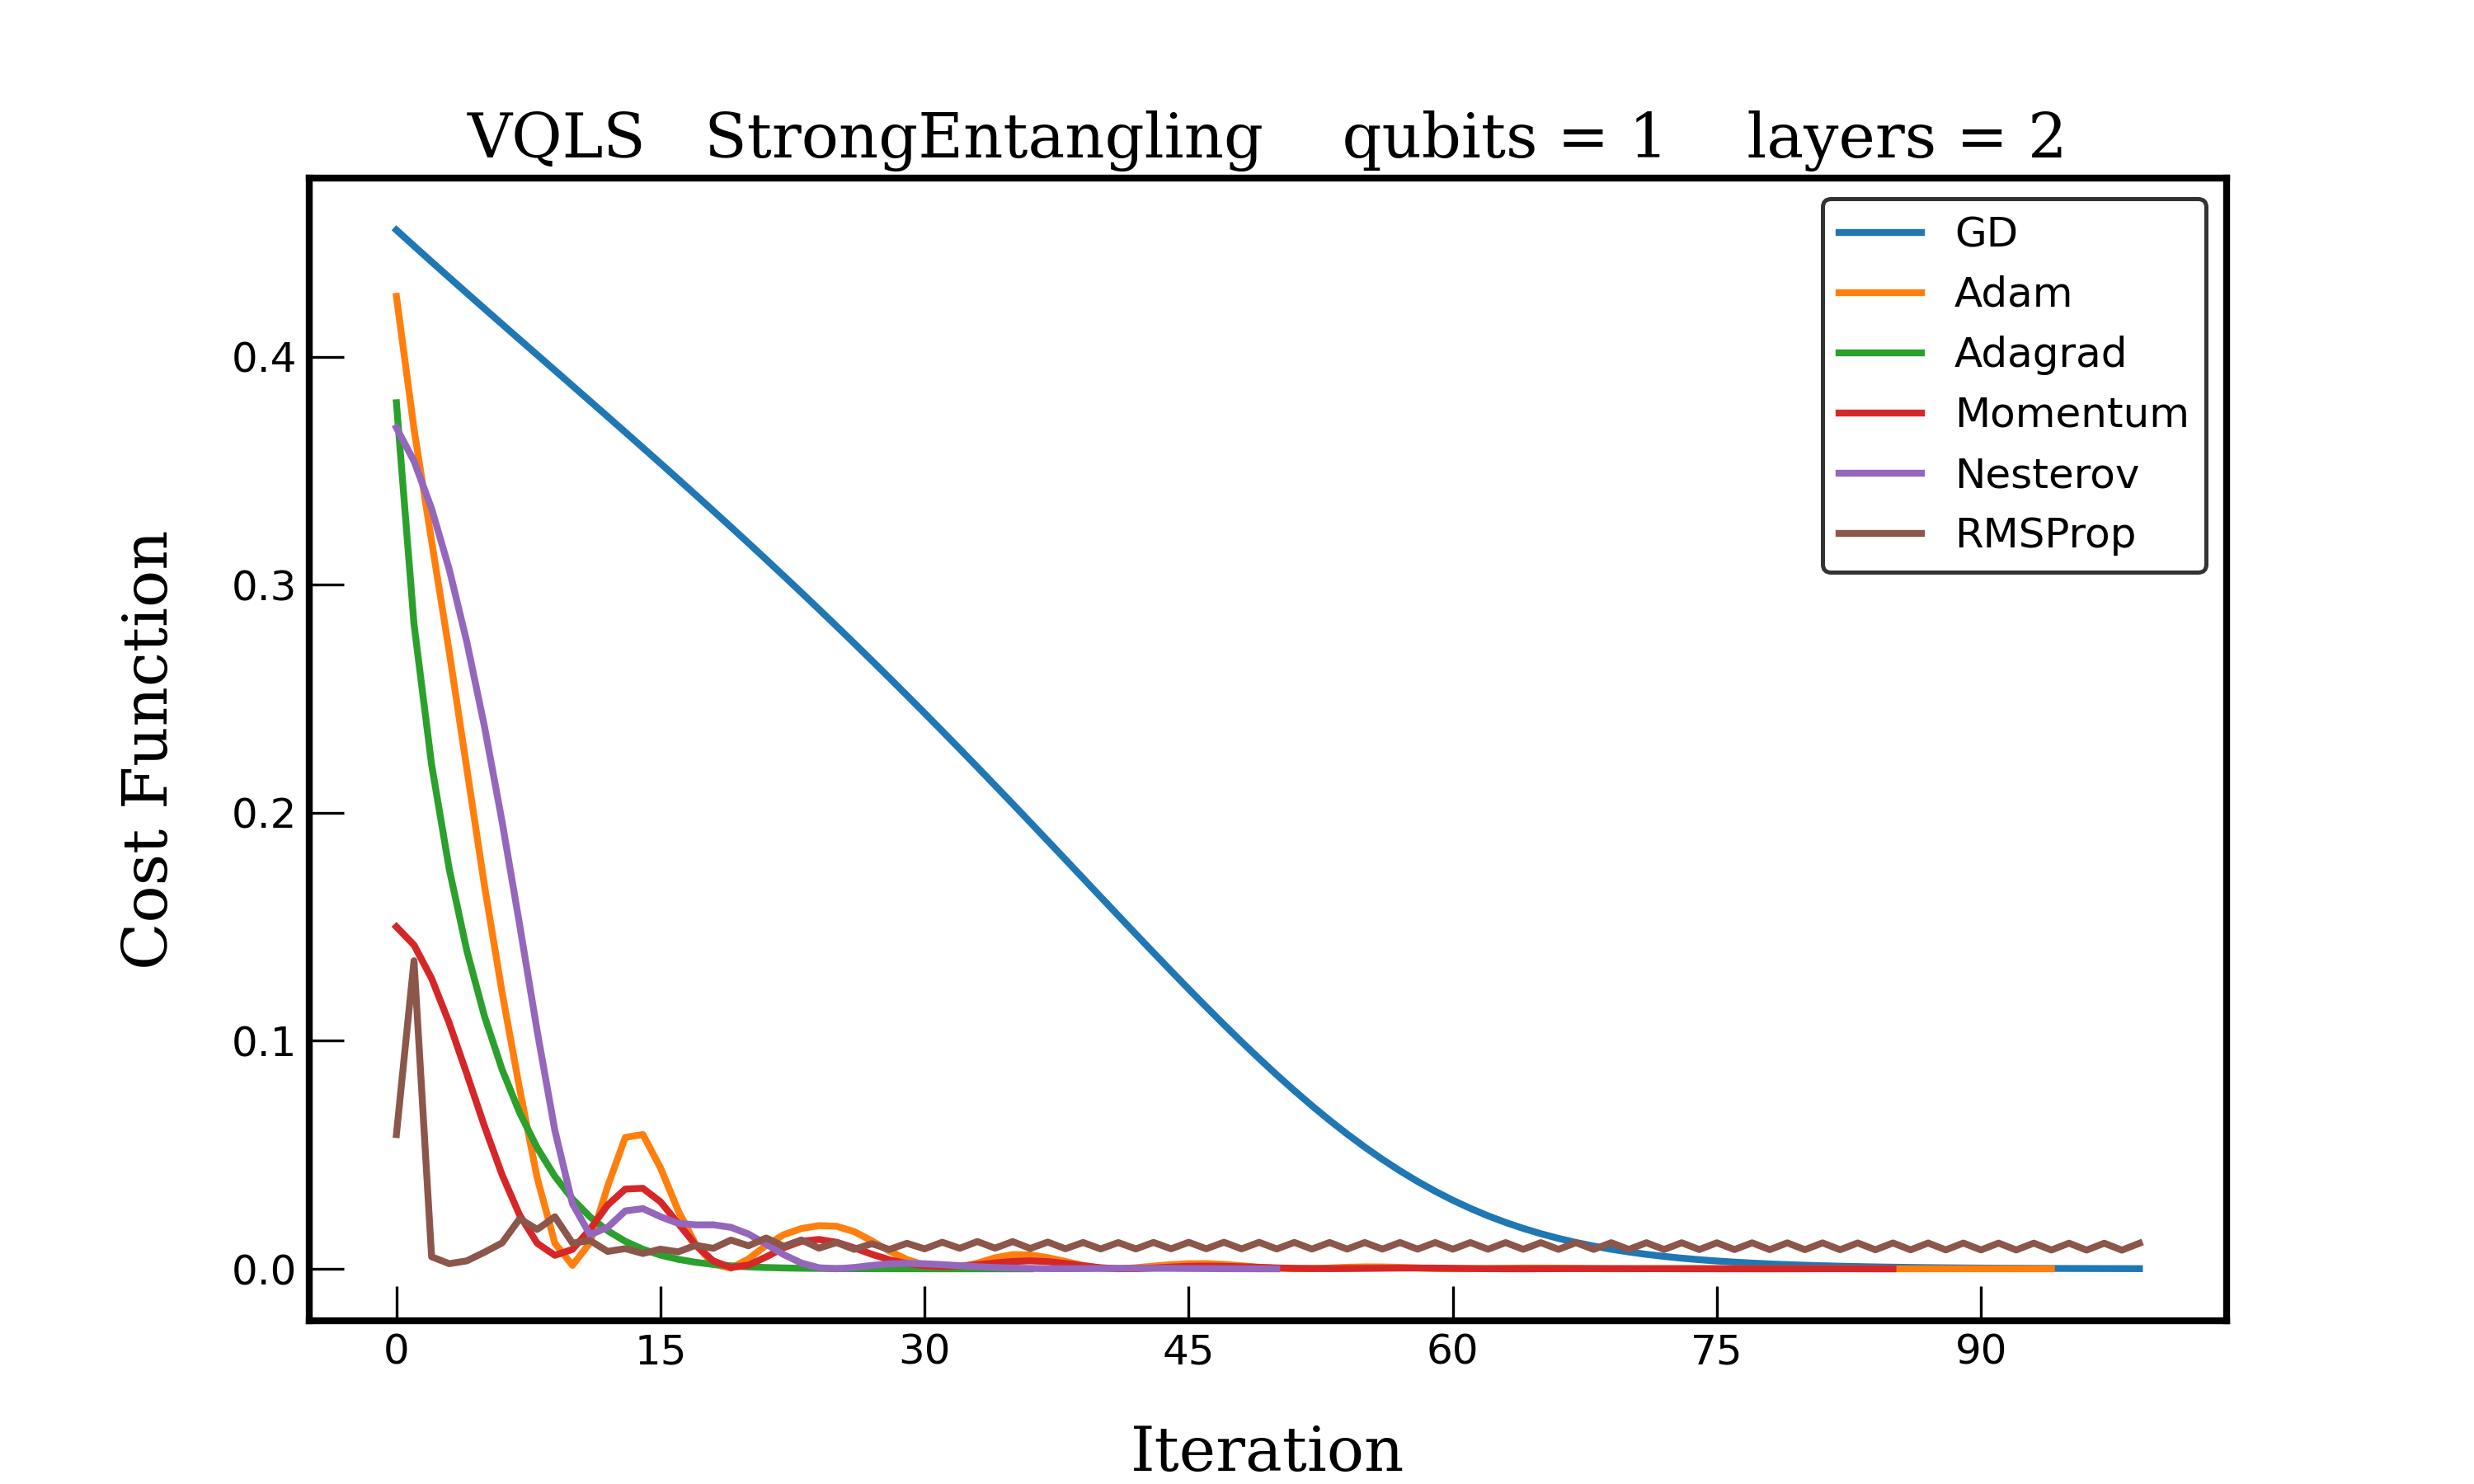 VQLS StrongEntangling qubits = 1 layers = 2
GD
Adam
Adagrad
Momentum
Nesterov
RMSProp
Cost Function
0.4
0.3
0.2
0.1
0.0
0 15 30 45 60 75 90
Iteration